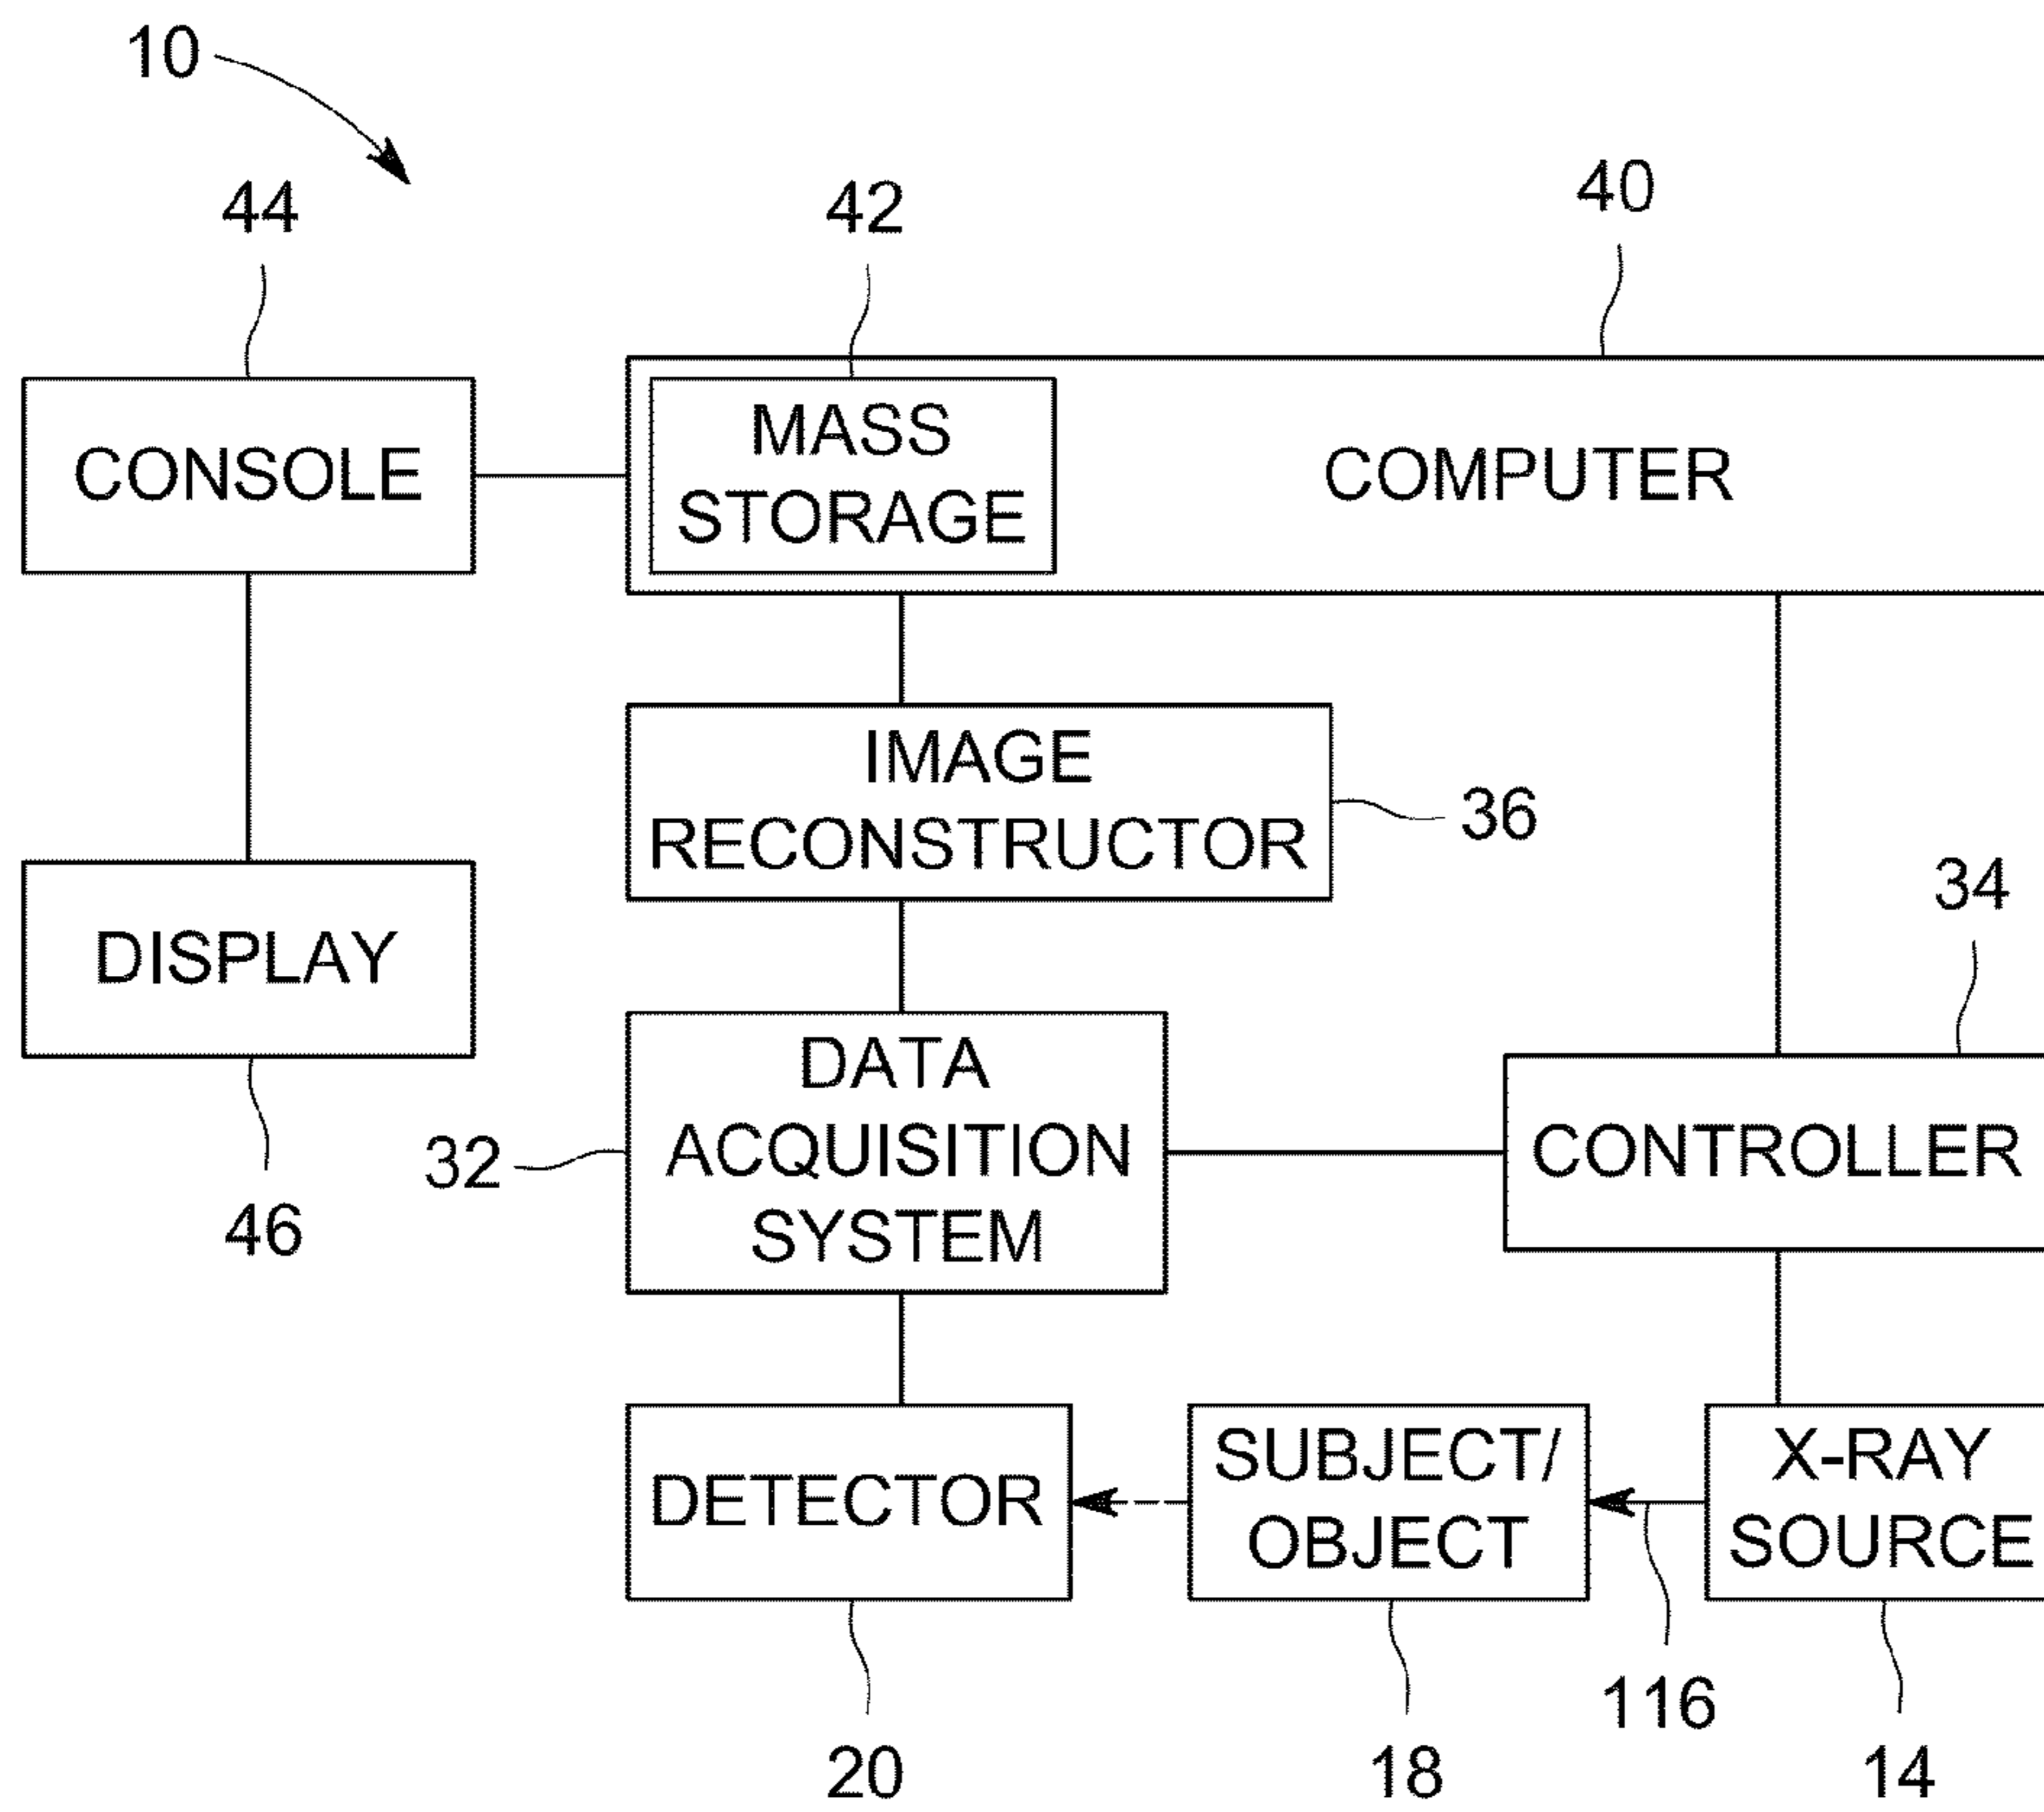 10
44
42
40
CONSOLE
MASS
STORAGE
COMPUTER
IMAGE
RECONSTRUCTOR
36
34
DISPLAY
DATA
ACQUISITION
SYSTEM
32
CONTROLLER
46
DETECTOR
SUBJECT/
OBJECT
X-RAY
SOURCE
116
20
18
14